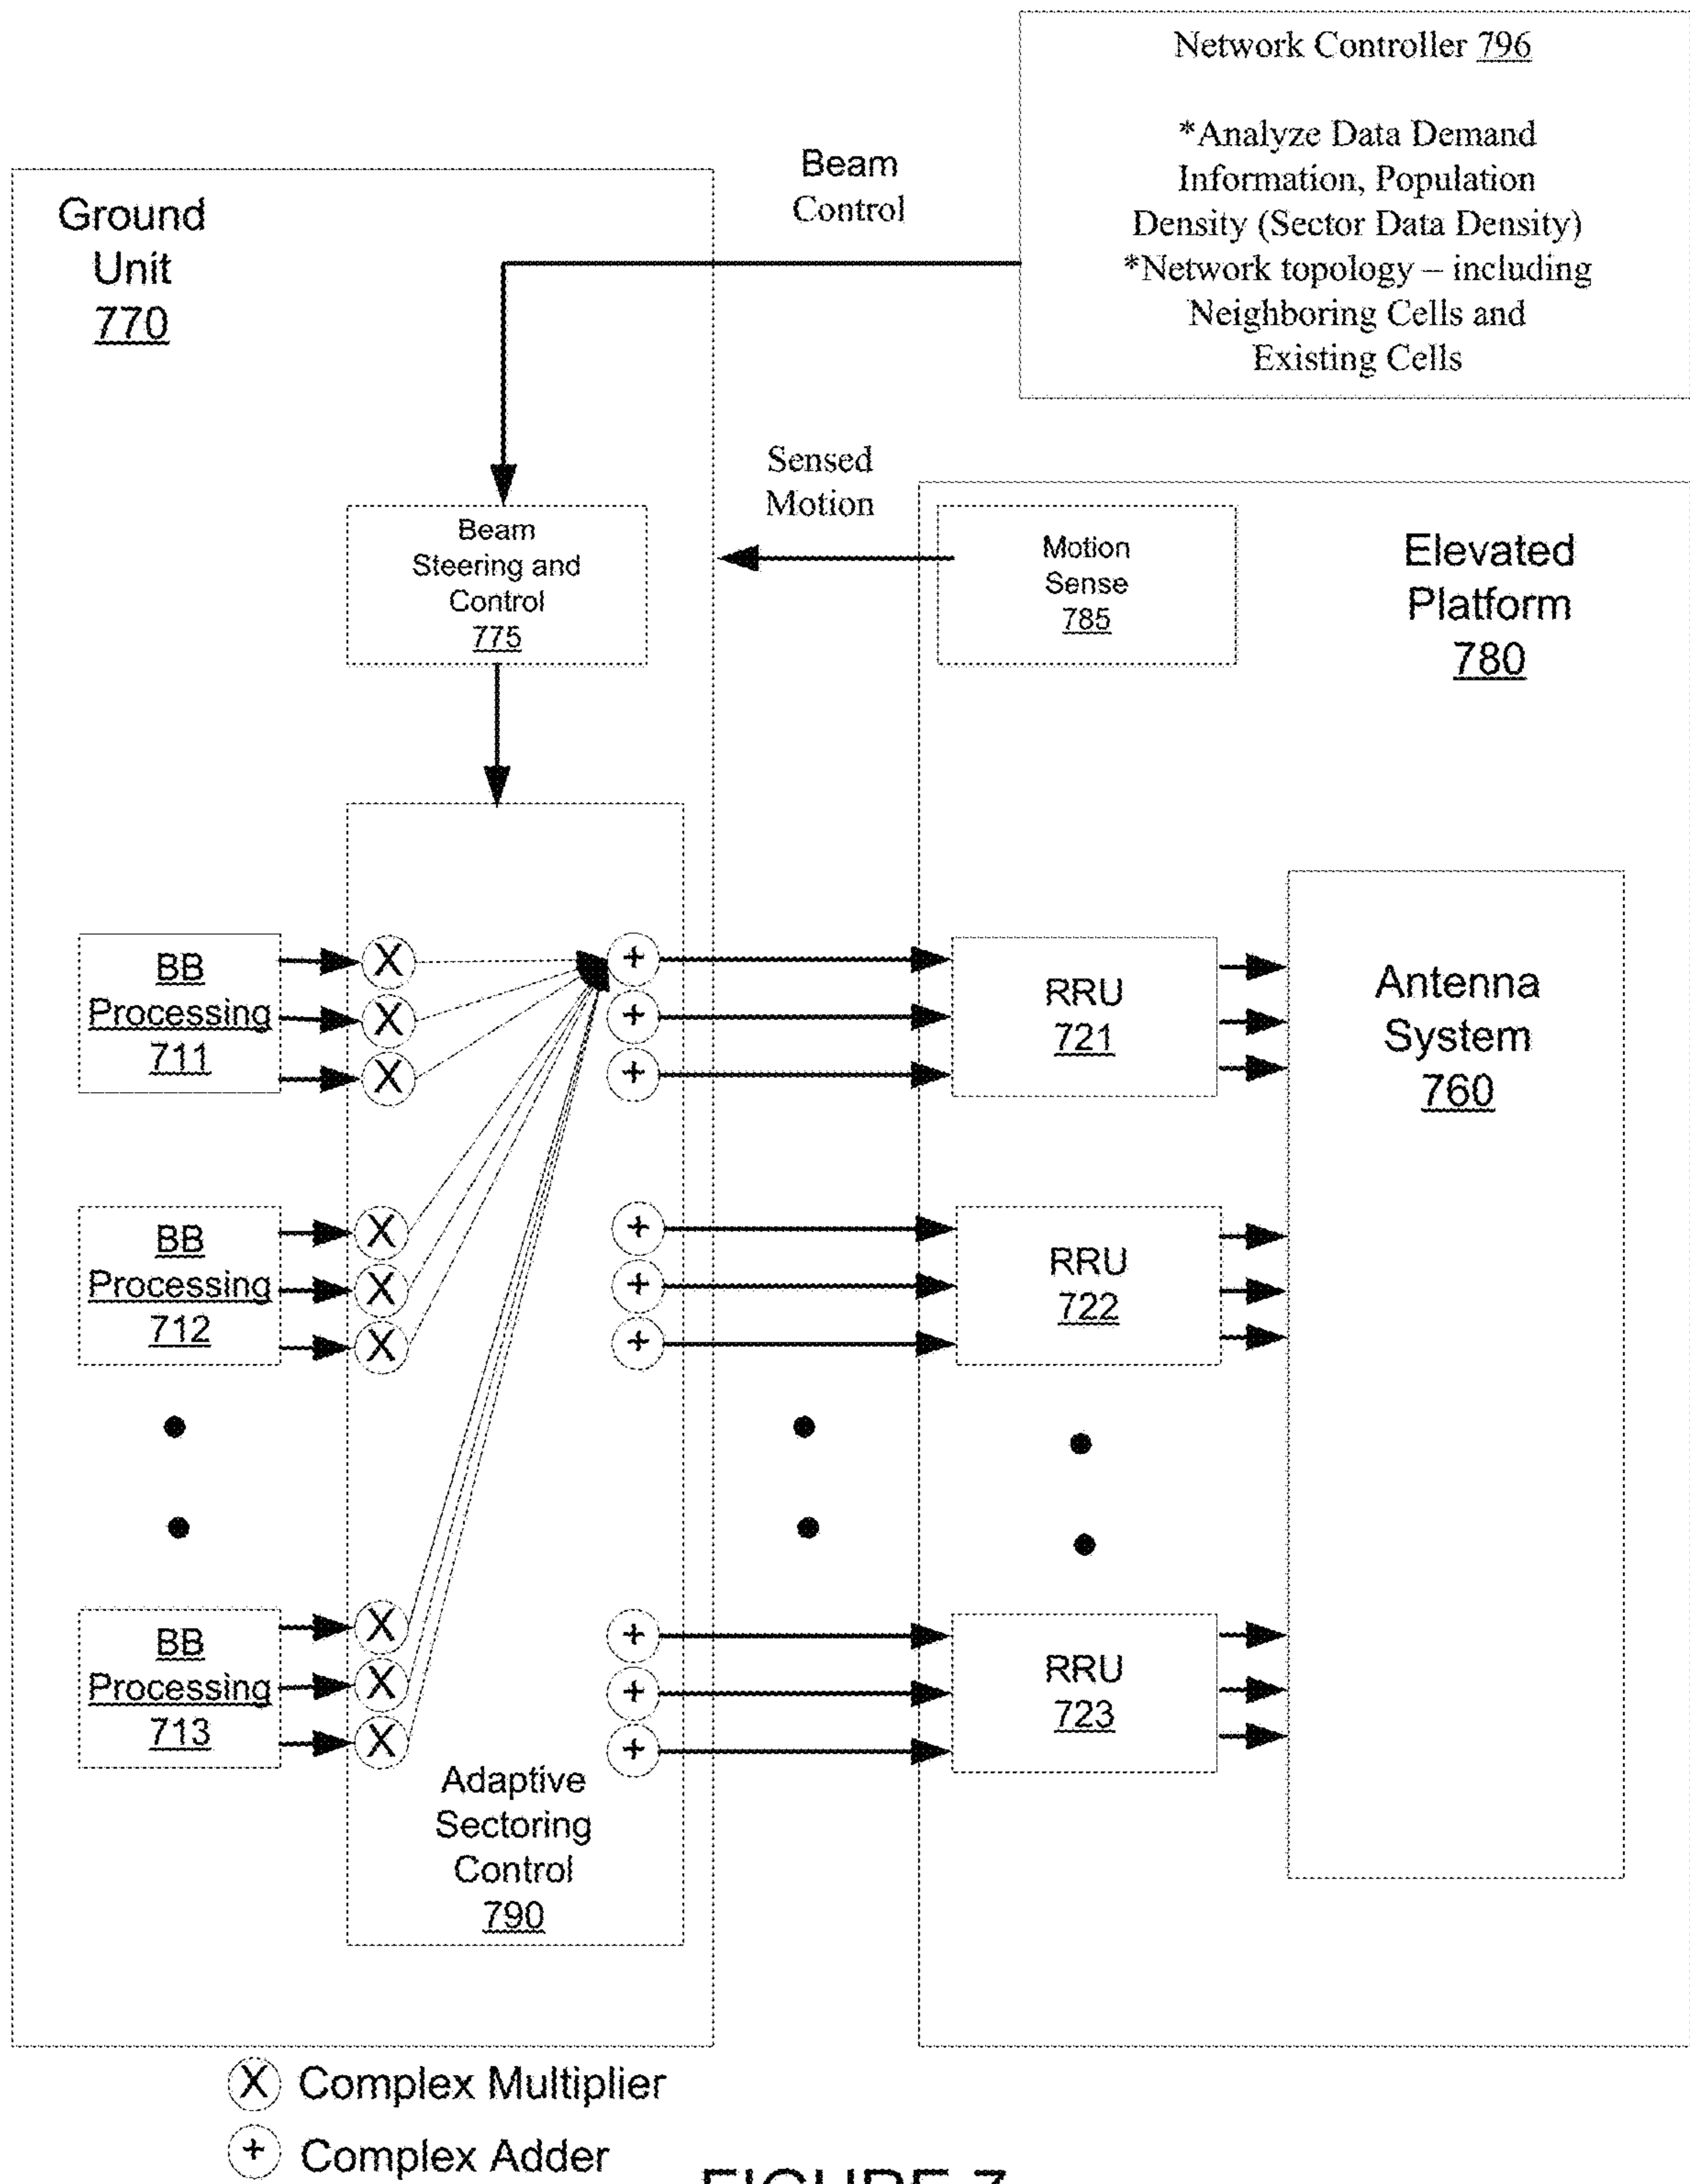 Network Controller 796
*Analyze Data Demand
Information, Population
Density (Sector Data Density)
*Network topology – including
Neighboring Cells and
Existing Cells
Beam
Control
Ground
Unit
770
Sensed
Motion
Beam
Steering and
Control
775
Motion
Sense
785
Elevated
Platform
780
BB
Processing
711
X
X
X
+
+
+
RRU
721
Antenna
System
760
BB
Processing
712
X
X
X
+
+
+
RRU
722
BB
Processing
713
X
X
X
+
+
+
RRU
723
Adaptive
Sectoring
Control
790
X Complex Multiplier
+ Complex Adder
FIGURE 7